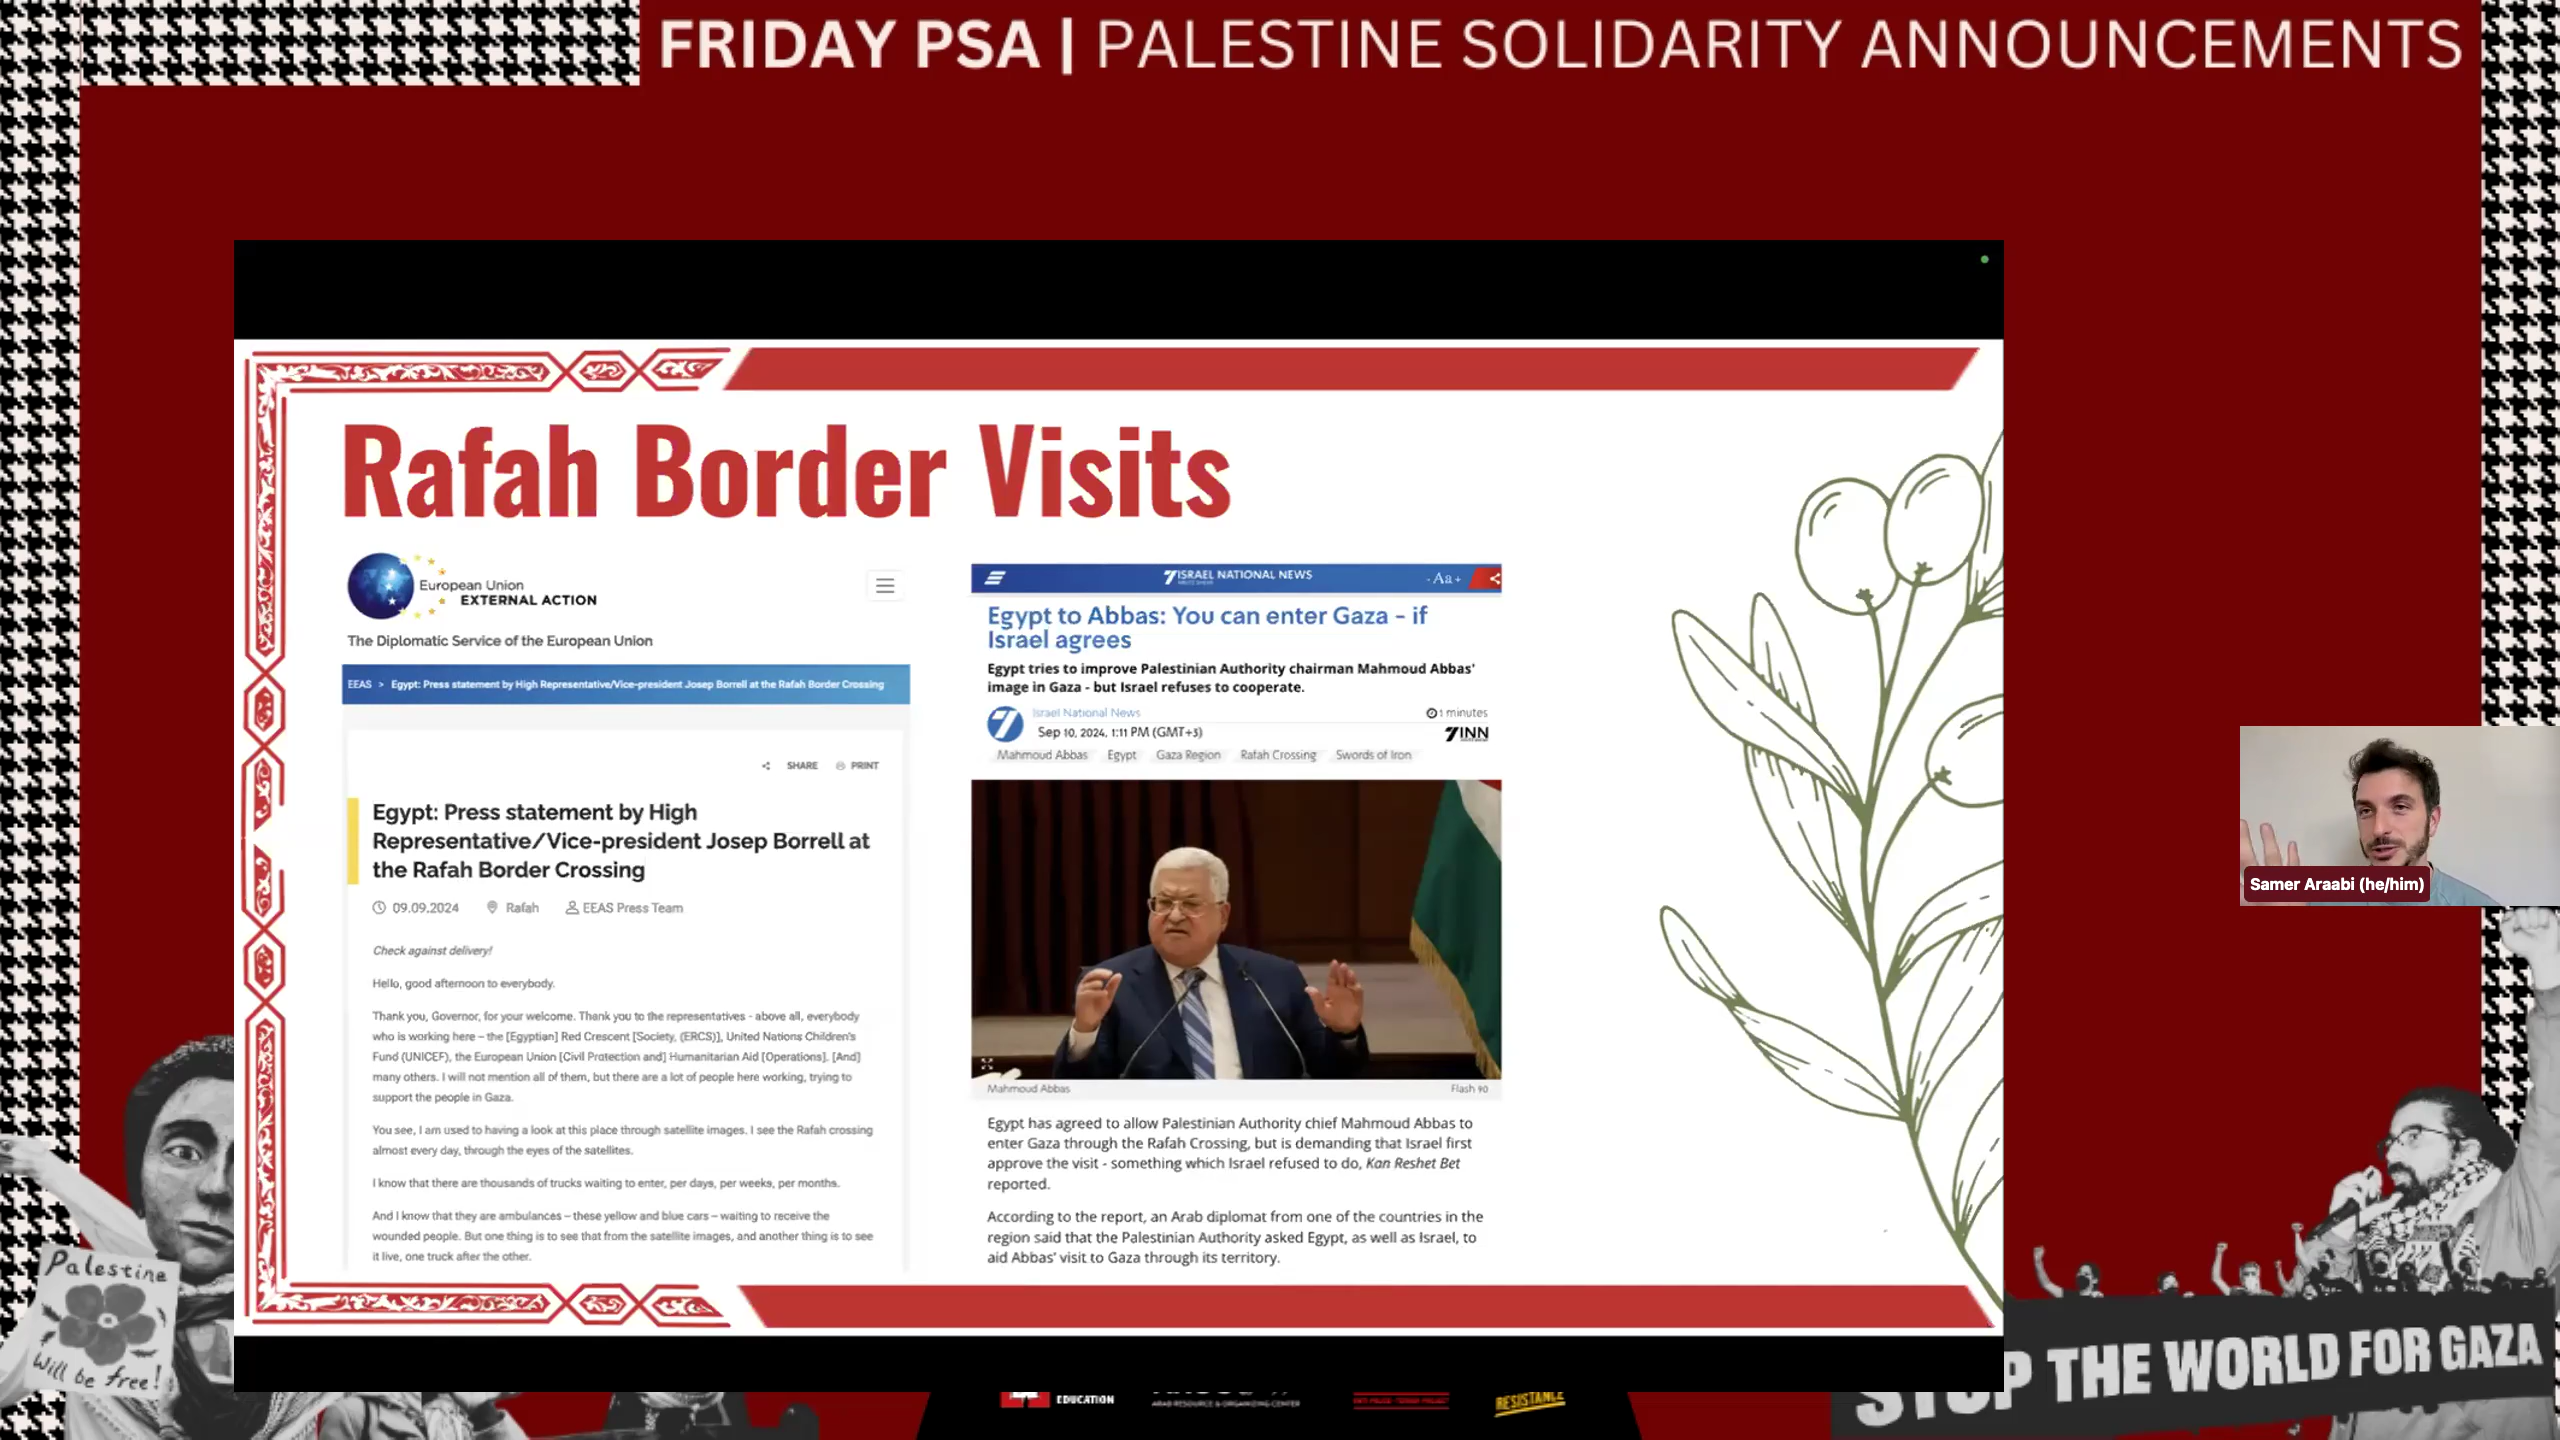 FRIDAY PSA | PALESTINE SOLIDARITY ANNOUNCEMENTS
Rafah Border Visits
European Union
EXTERNAL ACTION
The Diplomatic Service of the European Union
EEAS > Egypt: Press statement by High Representative/Vice-president Josep Borrell at the Rafah Border Crossing
SHARE PRINT
Egypt: Press statement by High
Representative/Vice-president Josep Borrell at
the Rafah Border Crossing
09.09.2024 Rafah EEAS Press Team
Check against delivery!
Hello, good afternoon to everybody.
Thank you, Governor, for your welcome. Thank you to the representatives - above all, everybody
who is working here – the [Egyptian] Red Crescent [Society, (ERCS)], United Nations Children's
Fund (UNICEF), the European Union [Civil Protection and] Humanitarian Aid [Operations]. [And]
many others. I will not mention all of them, but there are a lot of people here working, trying to
support the people in Gaza.
You see, I am used to having a look at this place through satellite images. I see the Rafah crossing
almost every day, through the eyes of the satellites.
I know that there are thousands of trucks waiting to enter, per days, per weeks, per months.
And I know that they are ambulances – these yellow and blue cars – waiting to receive the
wounded people. But one thing is to see that from the satellite images, and another thing is to see
it live, one truck after the other.
7 ISRAEL NATIONAL NEWS
- Aa +
Egypt to Abbas: You can enter Gaza - if
Israel agrees
Egypt tries to improve Palestinian Authority chairman Mahmoud Abbas'
image in Gaza - but Israel refuses to cooperate.
Israel National News
1 minutes
Sep 10, 2024, 1:11 PM (GMT+3)
7INN
Mahmoud Abbas Egypt Gaza Region Rafah Crossing Swords of Iron
Mahmoud Abbas
Flash 90
Egypt has agreed to allow Palestinian Authority chief Mahmoud Abbas to
enter Gaza through the Rafah Crossing, but is demanding that Israel first
approve the visit - something which Israel refused to do, Kan Reshet Bet
reported.
According to the report, an Arab diplomat from one of the countries in the
region said that the Palestinian Authority asked Egypt, as well as Israel, to
aid Abbas' visit to Gaza through its territory.
Samer Araabi (he/him)
Palestine
Will be free!
EDUCATION
ARAB RESOURCE & ORGANIZING CENTER
RESISTANCE
STOP THE WORLD FOR GAZA